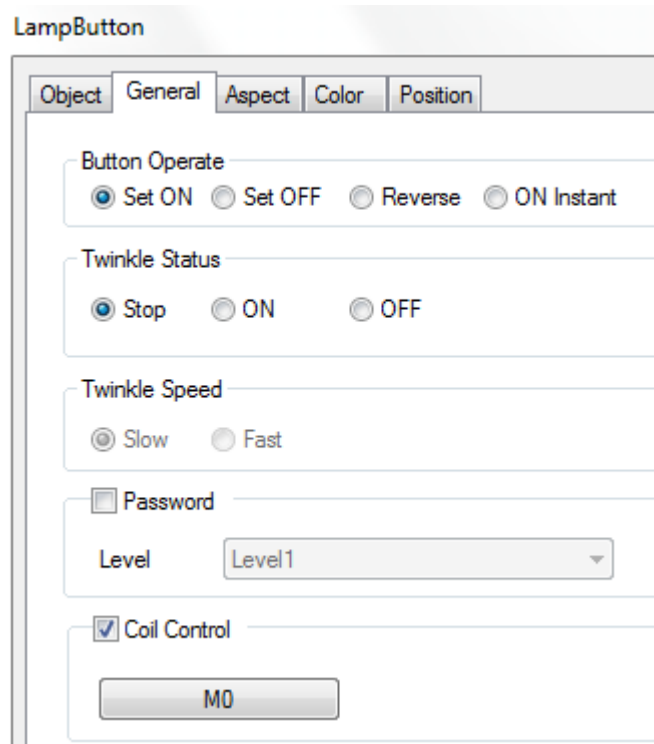 LampButton
Object General Aspect Color Position
Button Operate
Set ON Set OFF Reverse ON Instant
Twinkle Status
Stop ON OFF
Twinkle Speed
Slow Fast
Password
Level Level1
Coil Control
M0